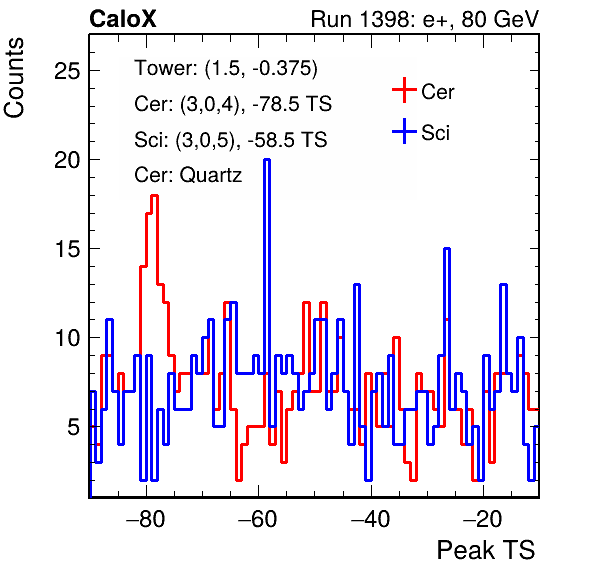 CaloX Run 1398: e+, 80 GeV
Counts
Tower: (1.5, -0.375)
Cer: (3,0,4), -78.5 TS
Sci: (3,0,5), -58.5 TS
Cer: Quartz
Cer
Sci
25
20
15
10
5
−80 −60 −40 −20
Peak TS